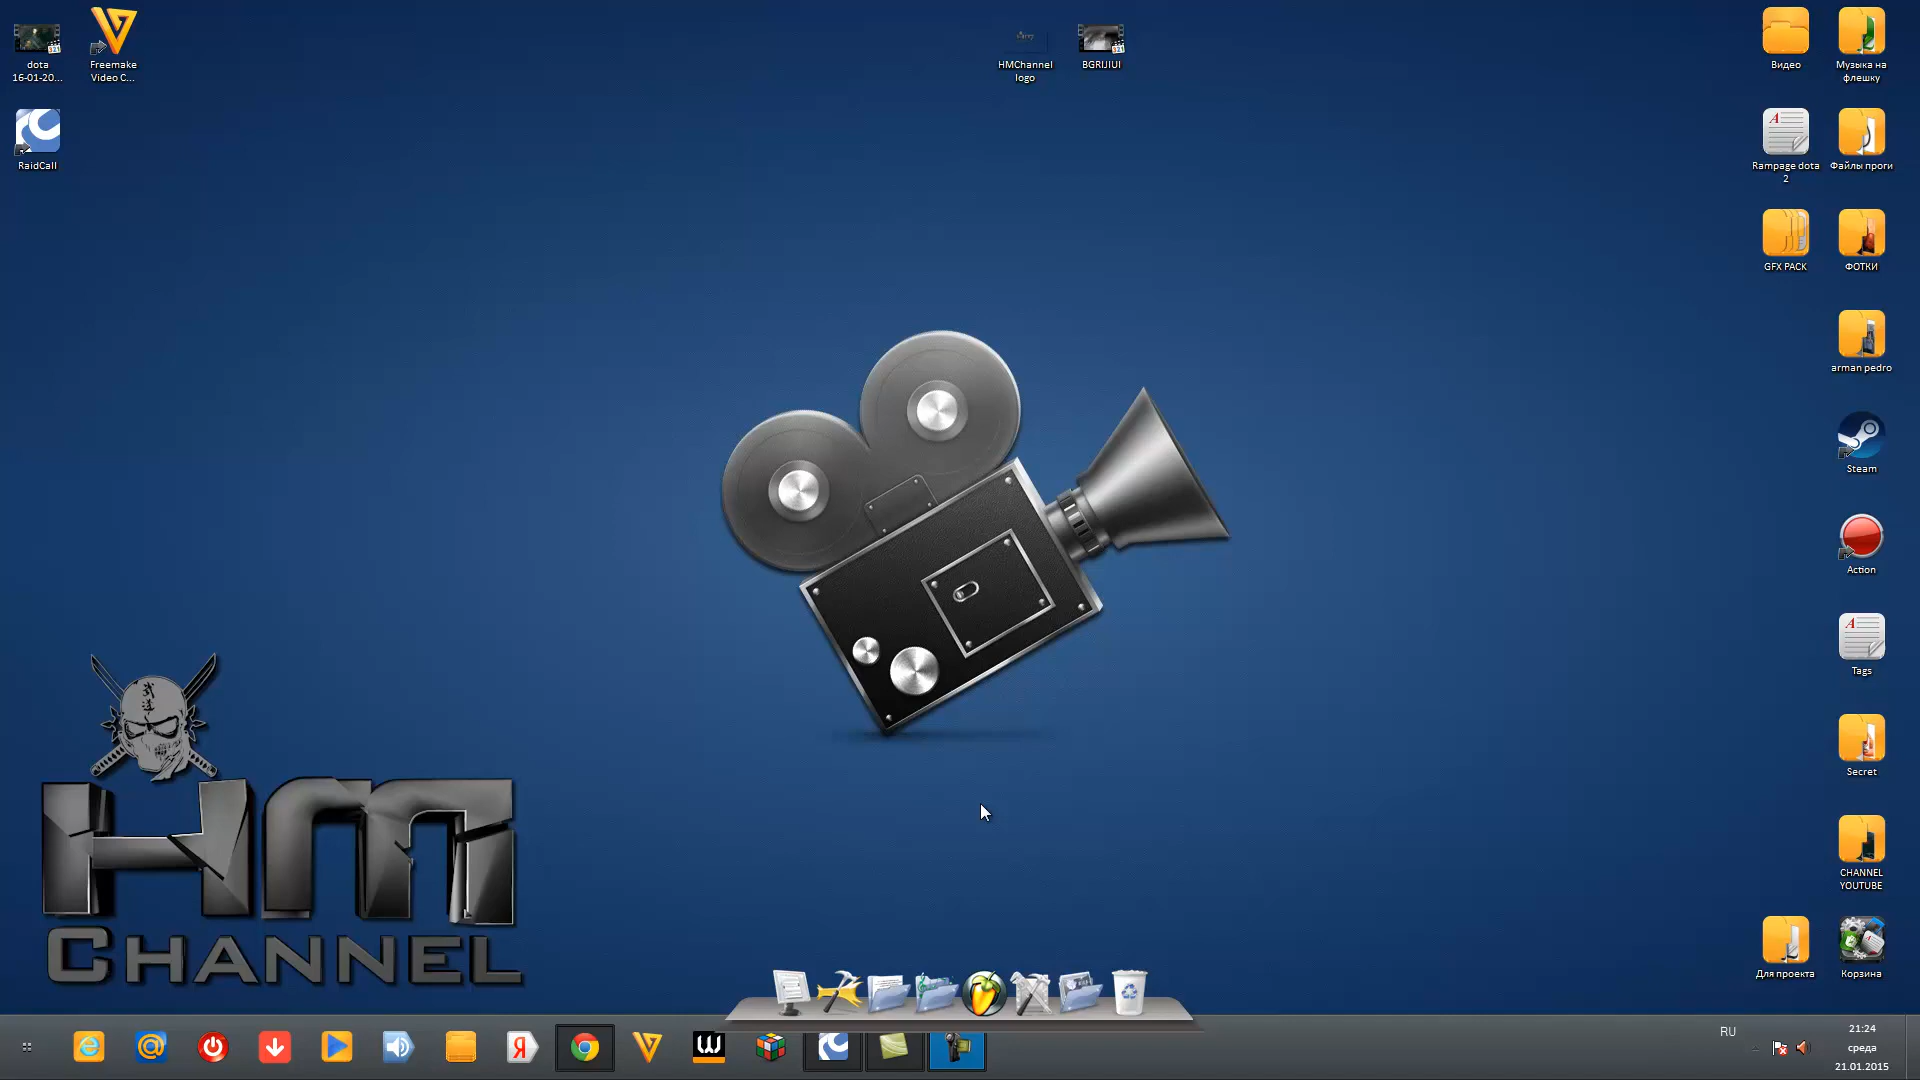 dota
16-01-20...
Freemake
Video C...
HMChannel
logo
BGRIJIUI
Видео
Музыка на
флешку
RaidCall
Rampage dota
2
Файлы проги
GFX PACK
ФОТКИ
arman pedro
Steam
Action
Tags
Secret
CHANNEL
YOUTUBE
Для проекта
Корзина
HM
CHANNEL
RU
21:24
среда
21.01.2015